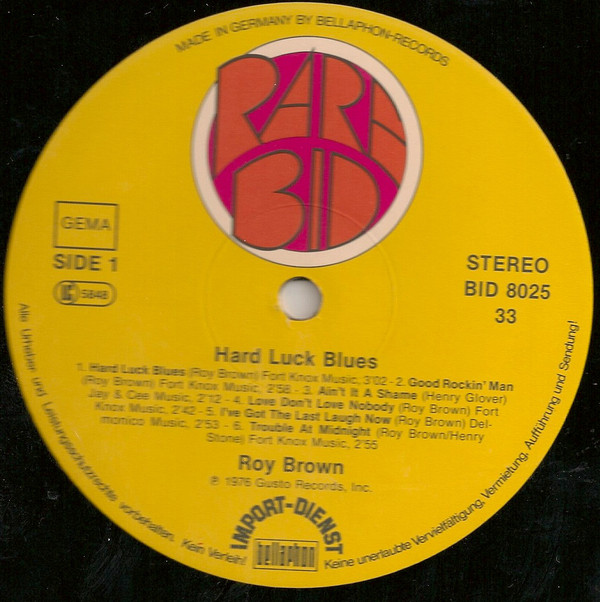 MADE IN GERMANY BY BELLAPHON-RECORDS
RARE
BID
GEMA
SIDE 1
LC 5848
STEREO
BID 8025
33
Hard Luck Blues
1. Hard Luck Blues (Roy Brown) Fort Knox Music, 3'02 - 2. Good Rockin' Man
(Roy Brown) Fort Knox Music, 2'58 - 3. Ain't It A Shame (Henry Glover)
Jay & Cee Music, 2'12 - 4. Love Don't Love Nobody (Roy Brown) Fort
Knox Music, 2'42 - 5. I've Got The Last Laugh Now (Roy Brown) Del-
monico Music, 2'53 - 6. Trouble At Midnight (Roy Brown/Henry
Stone) Fort Knox Music, 2'55
Roy Brown
℗ 1976 Gusto Records, Inc.
IMPORT-DIENST
bellaphon
Alle Urheber- und Leistungsschutzrechte vorbehalten. Kein Verleih! Keine unerlaubte Vervielfältigung, Vermietung, Aufführung und Sendung!